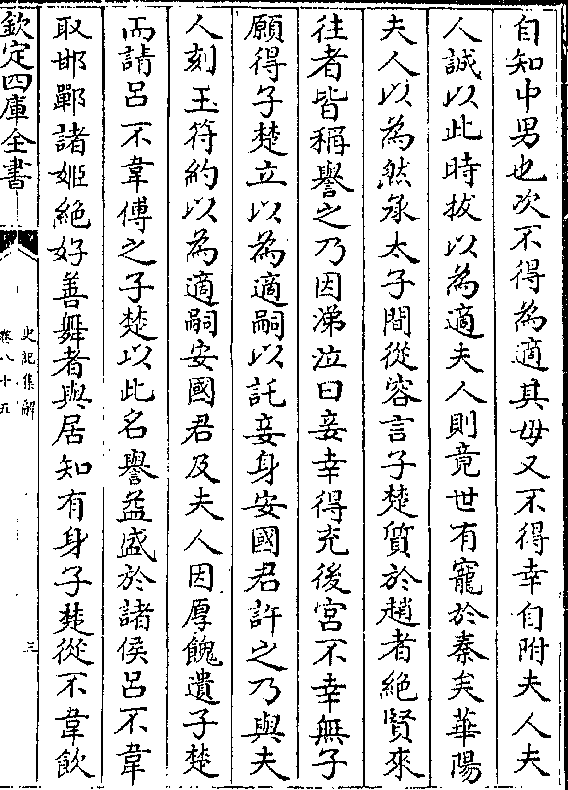 自知中男也次不得為適其母又不得幸自附夫人夫
人誠以此時拔以為適夫人則竟世有寵於秦矣華陽
夫人以為然承太子間從容言子楚質於趙者絶賢來
往者皆稱譽之乃因涕泣曰妾幸得充後宮不幸無子
願得子楚立以為適嗣以託妾身安國君許之乃與夫
人刻玉符約以為適嗣安國君及夫人因厚餽遺子楚
而請呂不韋傅之子楚以此名譽益盛於諸侯呂不韋
取邯鄲諸姬絶好善舞者與居知有身子楚從不韋飲
欽定四庫全書
史記集解
卷八十五
三